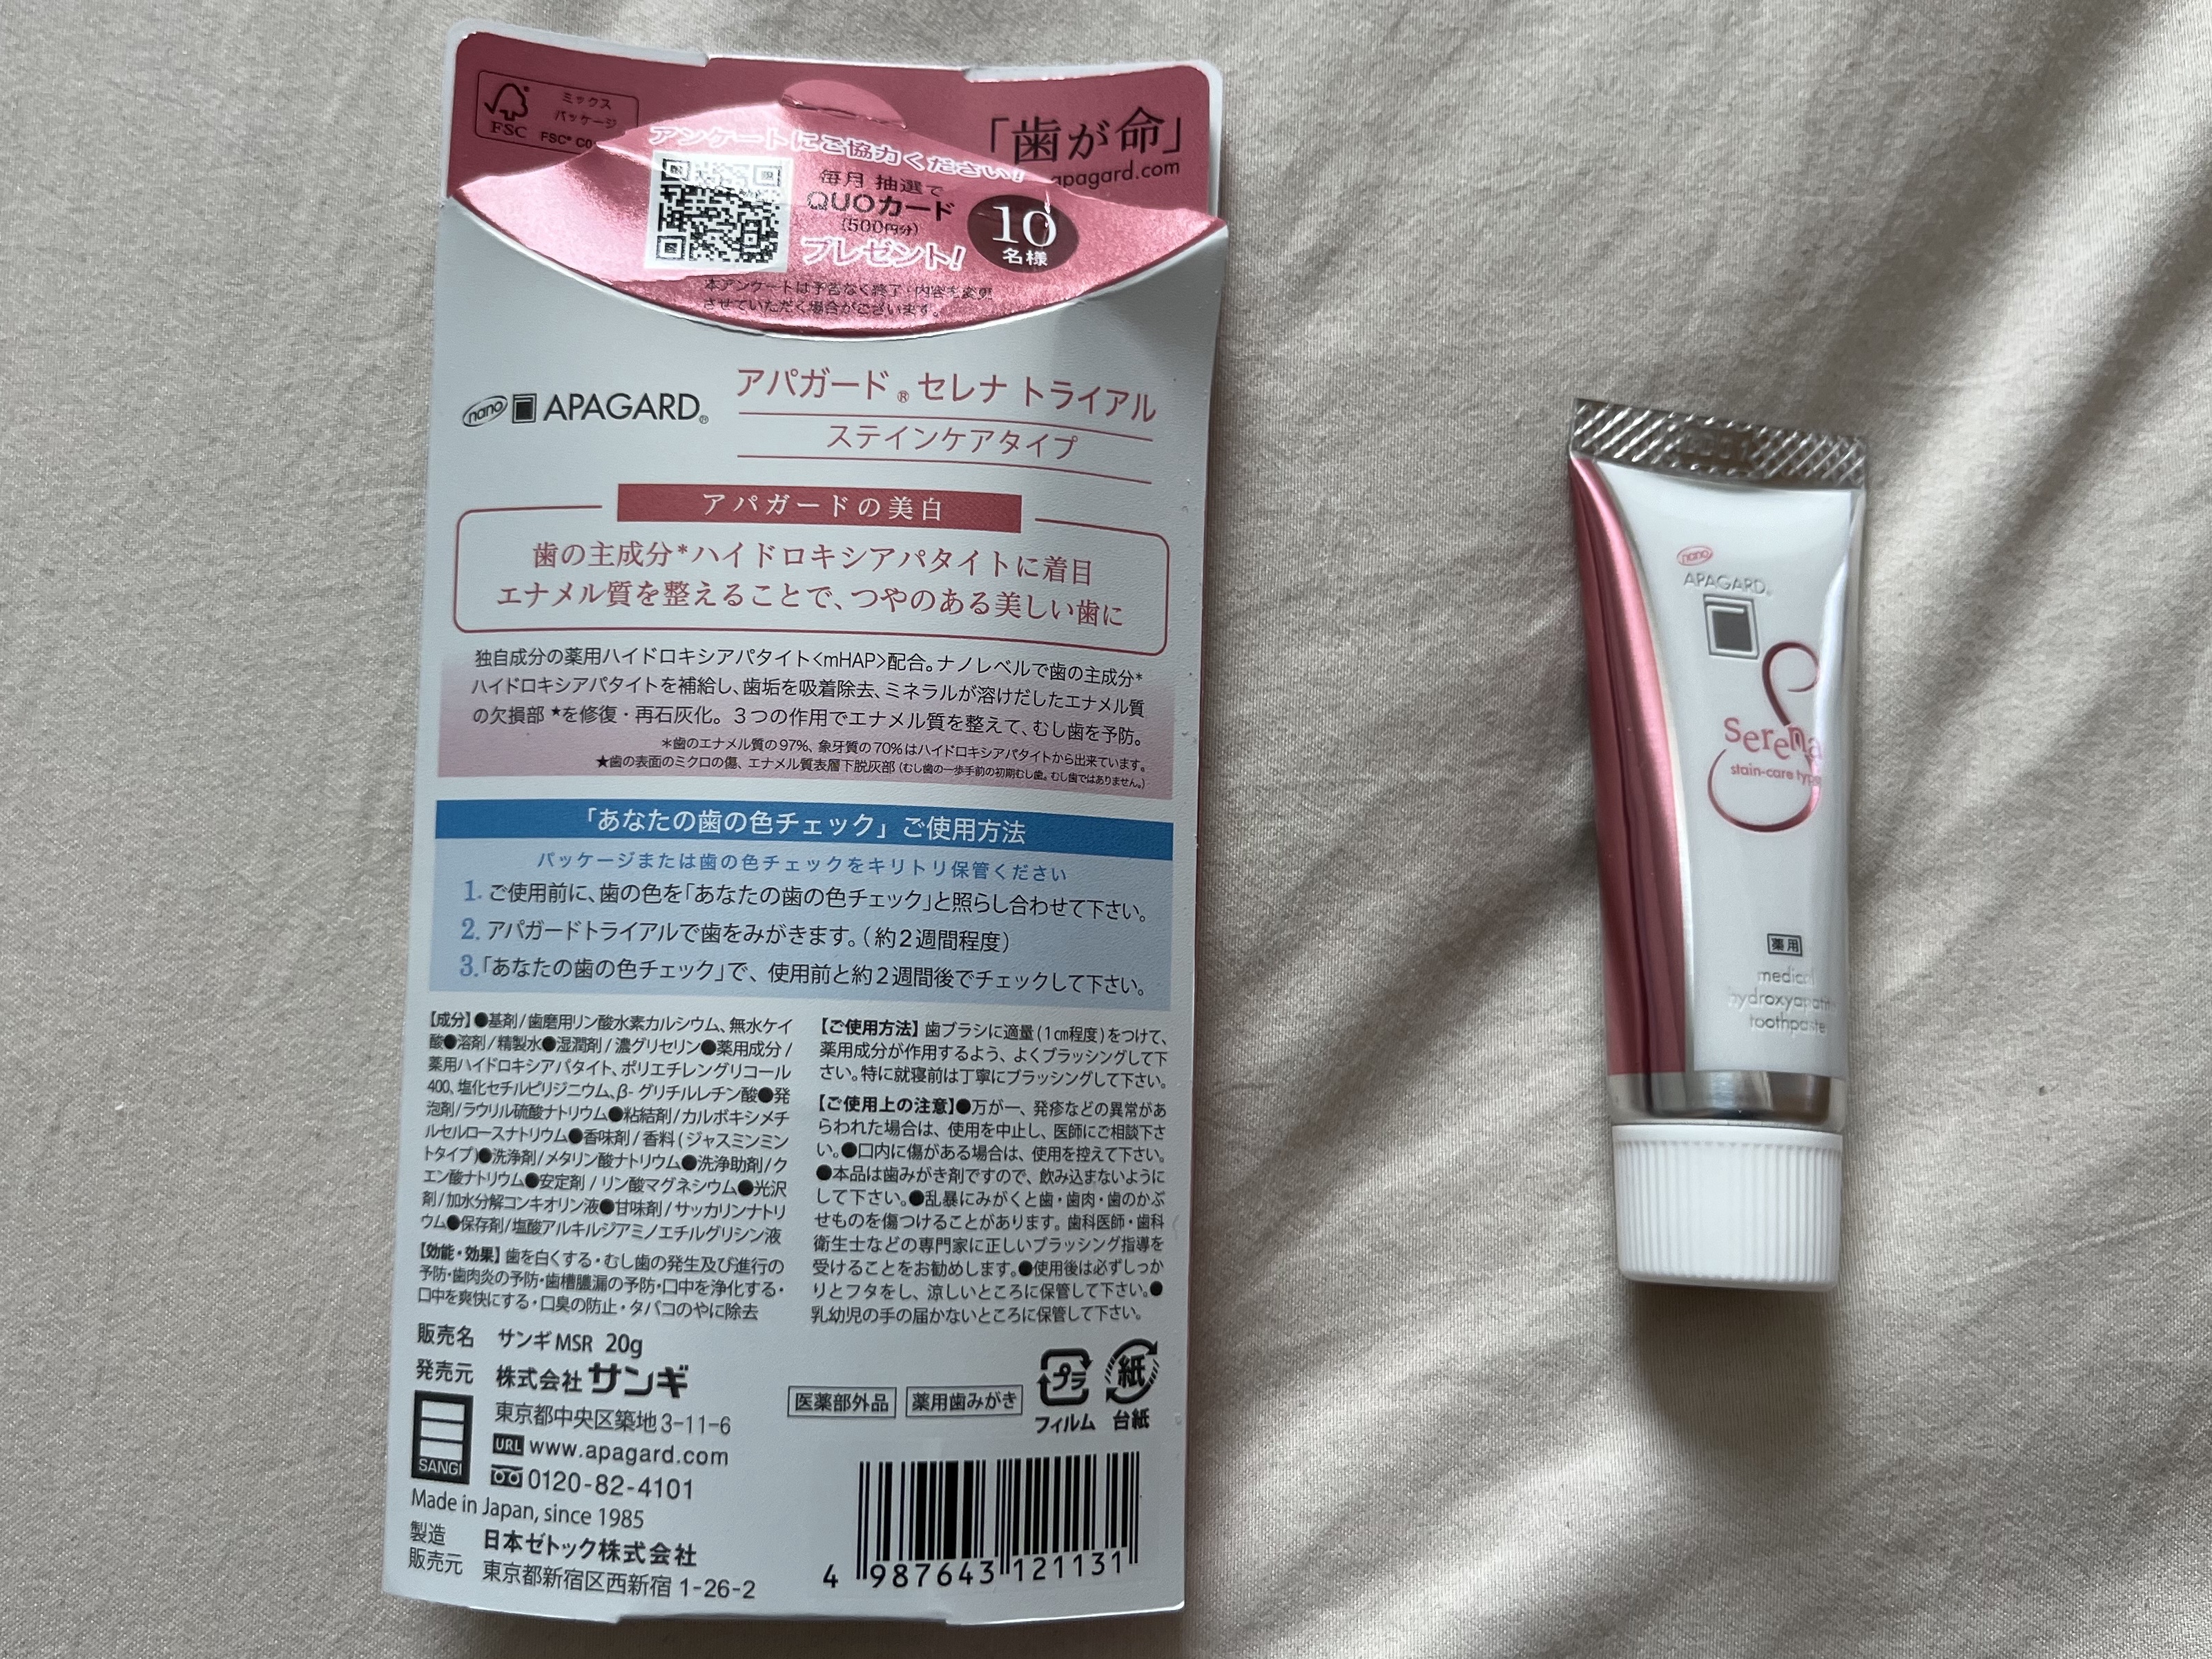 FSC
ミックス
パッケージ
FSC® C0
「歯が命」
apagard.com
アンケートにご協力ください!
毎月 抽選で
QUOカード
(500円分)
プレゼント!
10
名様
本アンケートは予告なく終了・内容を変更
させていただく場合がございます。
nano APAGARD®
アパガード®セレナ トライアル
ステインケアタイプ
アパガードの美白
歯の主成分*ハイドロキシアパタイトに着目
エナメル質を整えることで、つやのある美しい歯に
独自成分の薬用ハイドロキシアパタイト<mHAP>配合。ナノレベルで歯の主成分*
ハイドロキシアパタイトを補給し、歯垢を吸着除去、ミネラルが溶けだしたエナメル質
の欠損部★を修復・再石灰化。3つの作用でエナメル質を整えて、むし歯を予防。
*歯のエナメル質の97%、象牙質の70%はハイドロキシアパタイトから出来ています。
★歯の表面のミクロの傷、エナメル質表層下脱灰部(むし歯の一歩手前の初期むし歯。むし歯ではありません。)
「あなたの歯の色チェック」ご使用方法
パッケージまたは歯の色チェックをキリトリ保管ください
1. ご使用前に、歯の色を「あなたの歯の色チェック」と照らし合わせて下さい。
2. アパガードトライアルで歯をみがきます。(約2週間程度)
3.「あなたの歯の色チェック」で、使用前と約2週間後でチェックして下さい。
【成分】●基剤/歯磨用リン酸水素カルシウム、無水ケイ
酸●溶剤/精製水●湿潤剤/濃グリセリン●薬用成分/
薬用ハイドロキシアパタイト、ポリエチレングリコール
400、塩化セチルピリジニウム、β-グリチルレチン酸●発
泡剤/ラウリル硫酸ナトリウム●粘結剤/カルボキシメチ
ルセルロースナトリウム●香味剤/香料(ジャスミンミン
トタイプ)●洗浄剤/メタリン酸ナトリウム●洗浄助剤/ク
エン酸ナトリウム●安定剤/リン酸マグネシウム●光沢
剤/加水分解コンキオリン液●甘味剤/サッカリンナトリ
ウム●保存剤/塩酸アルキルジアミノエチルグリシン液
【効能・効果】歯を白くする・むし歯の発生及び進行の
予防・歯肉炎の予防・歯槽膿漏の予防・口中を浄化する・
口中を爽快にする・口臭の防止・タバコのやに除去
【ご使用方法】歯ブラシに適量(1㎝程度)をつけて、
薬用成分が作用するよう、よくブラッシングして下
さい。特に就寝前は丁寧にブラッシングして下さい。
【ご使用上の注意】●万が一、発疹などの異常があ
らわれた場合は、使用を中止し、医師にご相談下さ
い。●口内に傷がある場合は、使用を控えて下さい。
●本品は歯みがき剤ですので、飲み込まないように
して下さい。●乱暴にみがくと歯・歯肉・歯のかぶ
せものを傷つけることがあります。歯科医師・歯科
衛生士などの専門家に正しいブラッシング指導を
受けることをお勧めします。●使用後は必ずしっか
りとフタをし、涼しいところに保管して下さい。●
乳幼児の手の届かないところに保管して下さい。
販売名 サンギMSR 20g
発売元 株式会社サンギ
東京都中央区築地3-11-6
URL www.apagard.com
0120-82-4101
SANGI
Made in Japan, since 1985
製造
販売元
日本ゼトック株式会社
東京都新宿区西新宿1-26-2
医薬部外品 薬用歯みがき
プラ
フィルム
紙
台紙
4 987643 121131
nano
APAGARD®
Serena
stain-care type
薬用
medical
hydroxyapatite
toothpaste